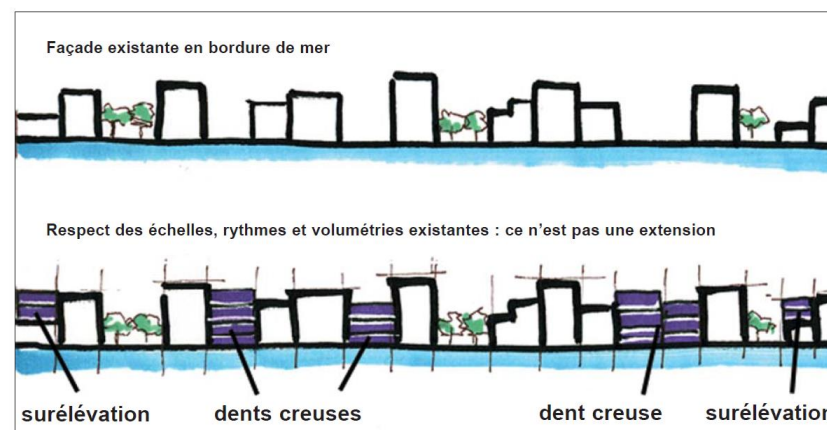 Façade existante en bordure de mer
Respect des échelles, rythmes et volumétries existantes : ce n’est pas une extension
surélévation
dents creuses
dent creuse
surélévation